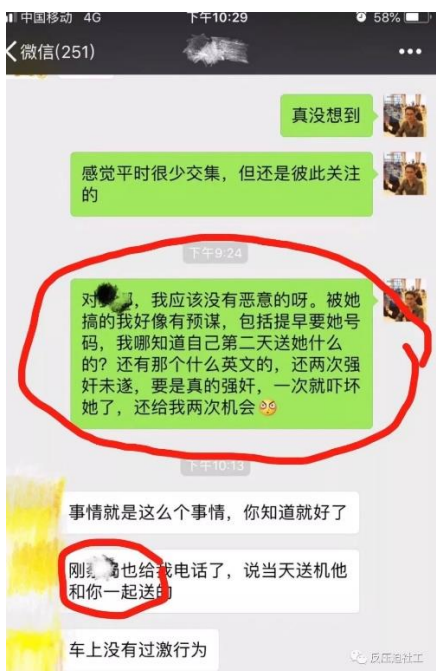 中国移动 4G 下午10:29 58%
微信(251)
真没想到
感觉平时很少交集，但还是彼此关注
的
下午9:24
对，我应该没有恶意的呀。被她
搞的我好像有预谋，包括提早要她号
码，我哪知道自己第二天送她什么
的？还有那个什么英文的，还两次强
奸未遂，要是真的强奸，一次就吓坏
她了，还给我两次机会
下午10:13
事情就是这么个事情，你知道就好了
刚也给我电话了，说当天送机他
和你一起送的
车上没有过激行为
反压迫社工